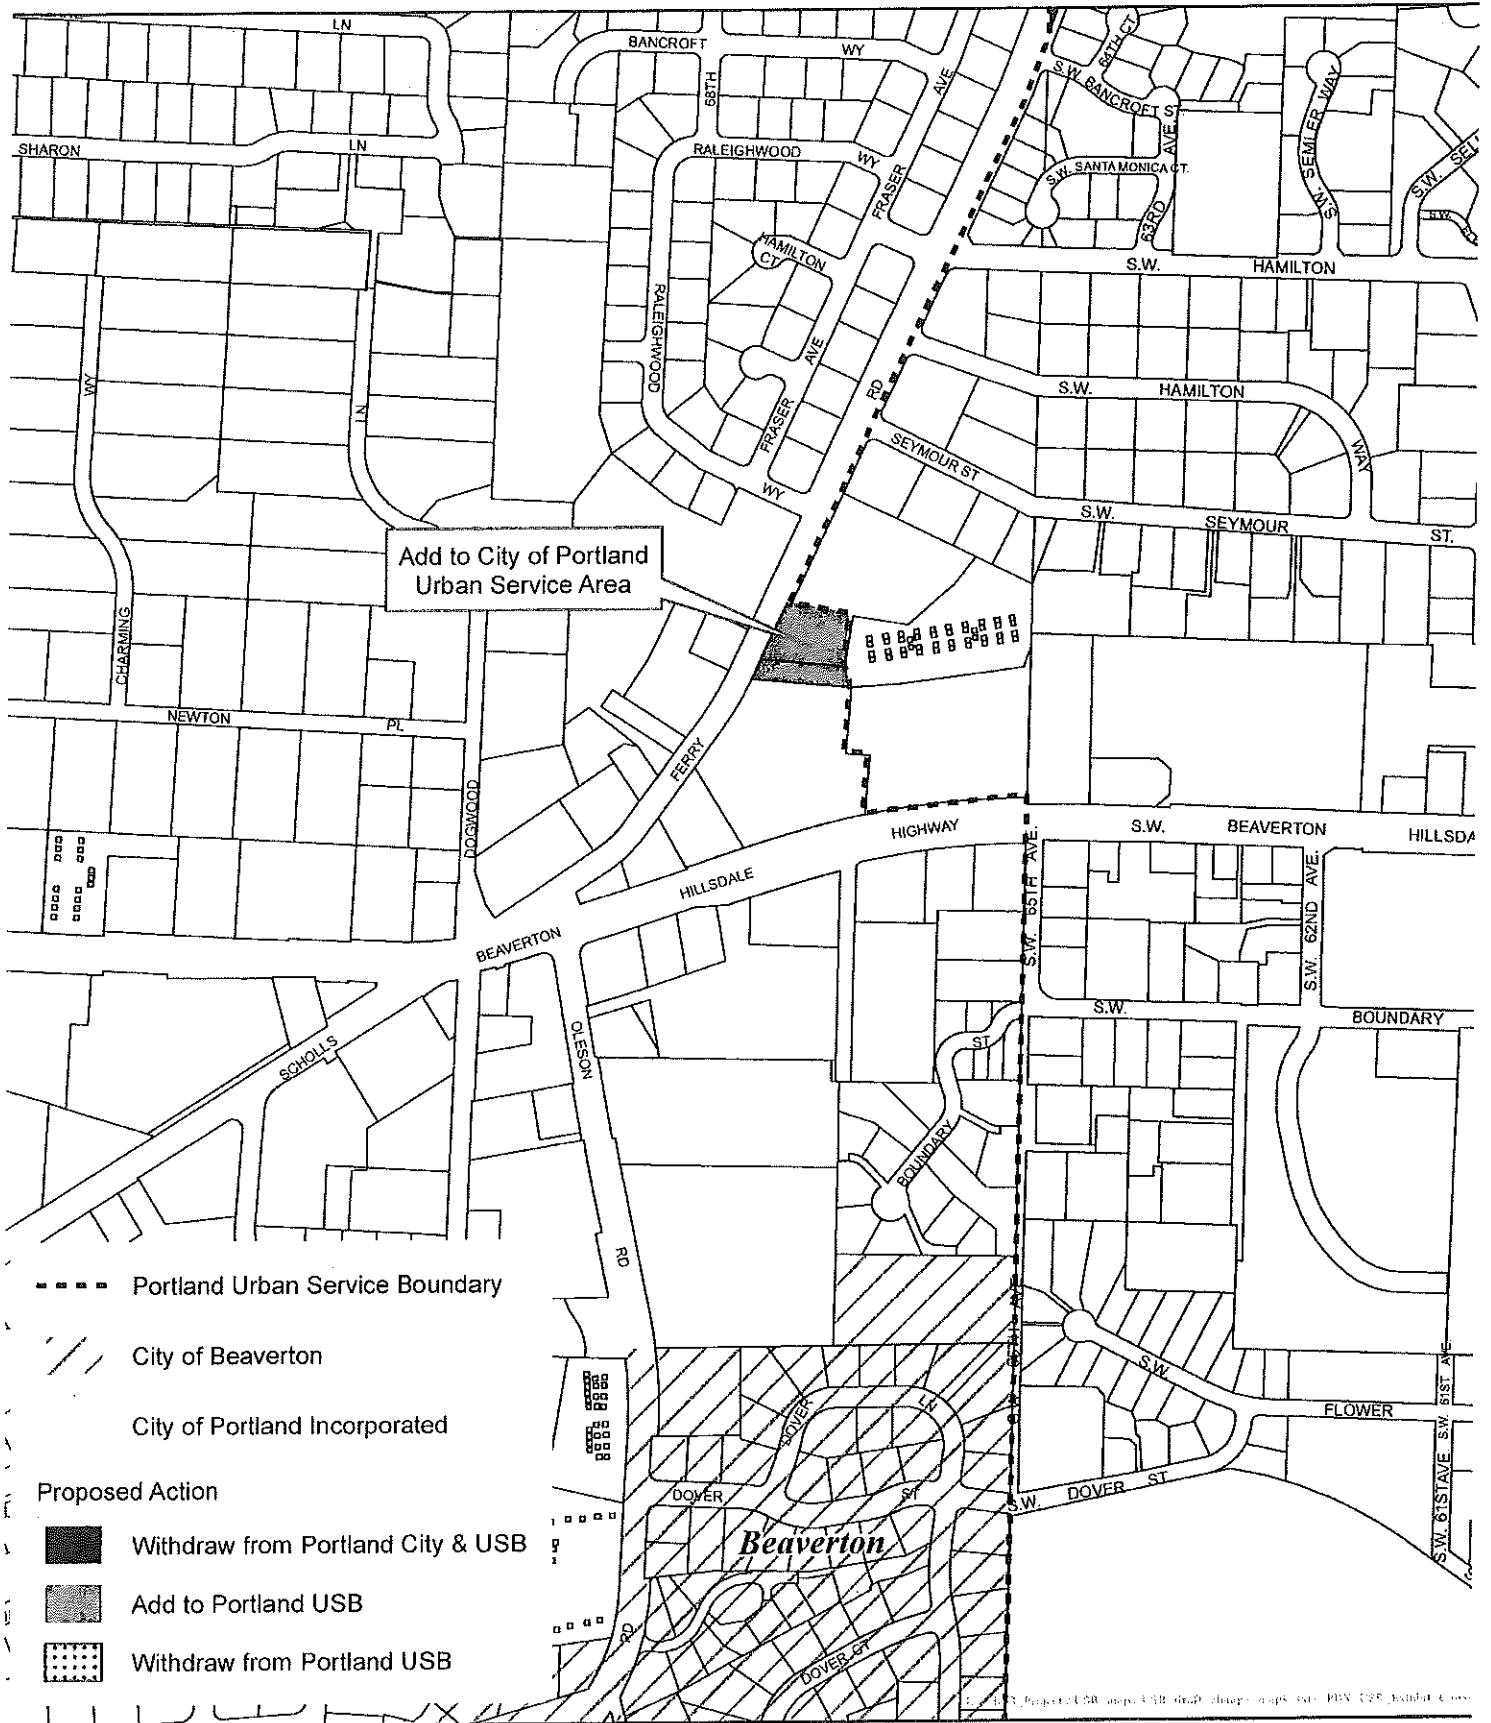 LN
BANCROFT
WY
64TH CT
S.W. BANCROFT ST
68TH
AVE
S.W. SEMLER WAY
SHARON
LN
RALEIGHWOOD
WY
AVE.
S.W. SANTA MONICA CT.
S.W.
FRASER
63RD
S.W.
HAMILTON
CT
S.W.
HAMILTON
RALEIGHWOOD
WY
AVE
RD
S.W.
HAMILTON
WAY
LN
FRASER
SEYMOUR ST
WY
S.W.
SEYMOUR
ST.
Add to City of Portland
Urban Service Area
CHARMING
NEWTON
PL
FERRY
DOGWOOD
HIGHWAY
S.W.
BEAVERTON
HILLSDA
HILLSDALE
S.W. 65TH AVE.
S.W. 62ND AVE.
BEAVERTON
S.W.
BOUNDARY
OLESON
SCHOLLS
ST
BOUNDARY
RD
Portland Urban Service Boundary
City of Beaverton
City of Portland Incorporated
Proposed Action
Withdraw from Portland City & USB
Add to Portland USB
Withdraw from Portland USB
S.W.
FLOWER
S.W. 61ST AVE
DOVER
LN
DOVER
ST
S.W. DOVER ST
S.W. 61ST AVE
Beaverton
RD
DOVER CT